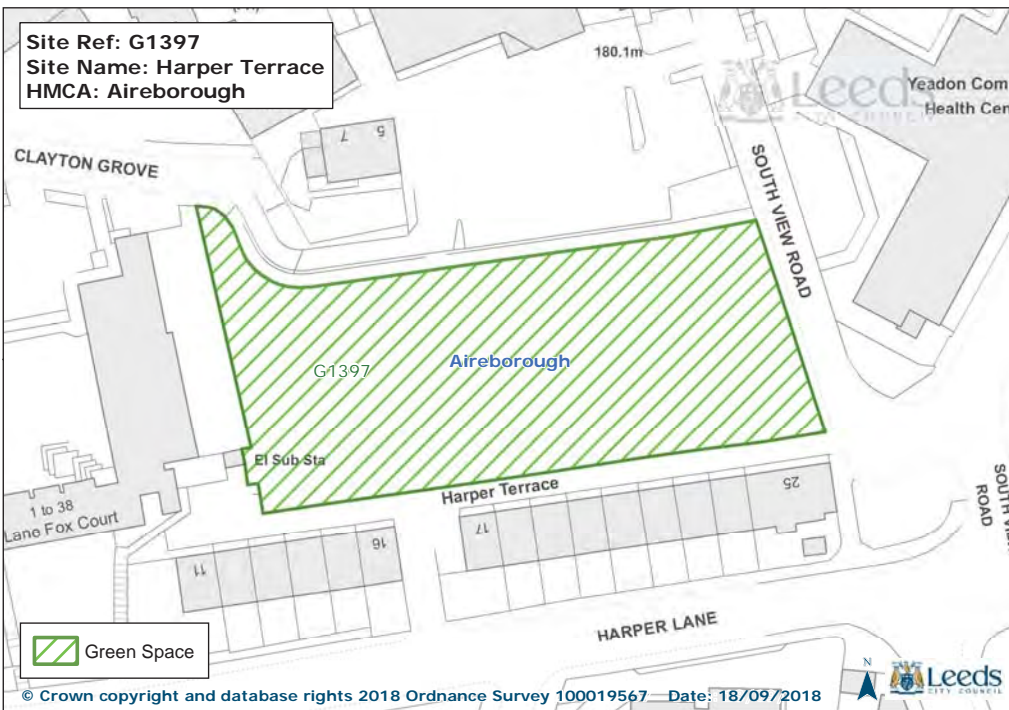 Site Ref: G1397
Site Name: Harper Terrace
HMCA: Aireborough
180.1m
Leeds
CITY COUNCIL
Yeadon Com
Health Cen
CLAYTON GROVE
7
5
SOUTH VIEW ROAD
G1397
Aireborough
El Sub Sta
Harper Terrace
1 to 38
Lane Fox Court
11
16
17
25
SOUTH VIEW
ROAD
HARPER LANE
Green Space
© Crown copyright and database rights 2018 Ordnance Survey 100019567 Date: 18/09/2018
N
Leeds
CITY COUNCIL